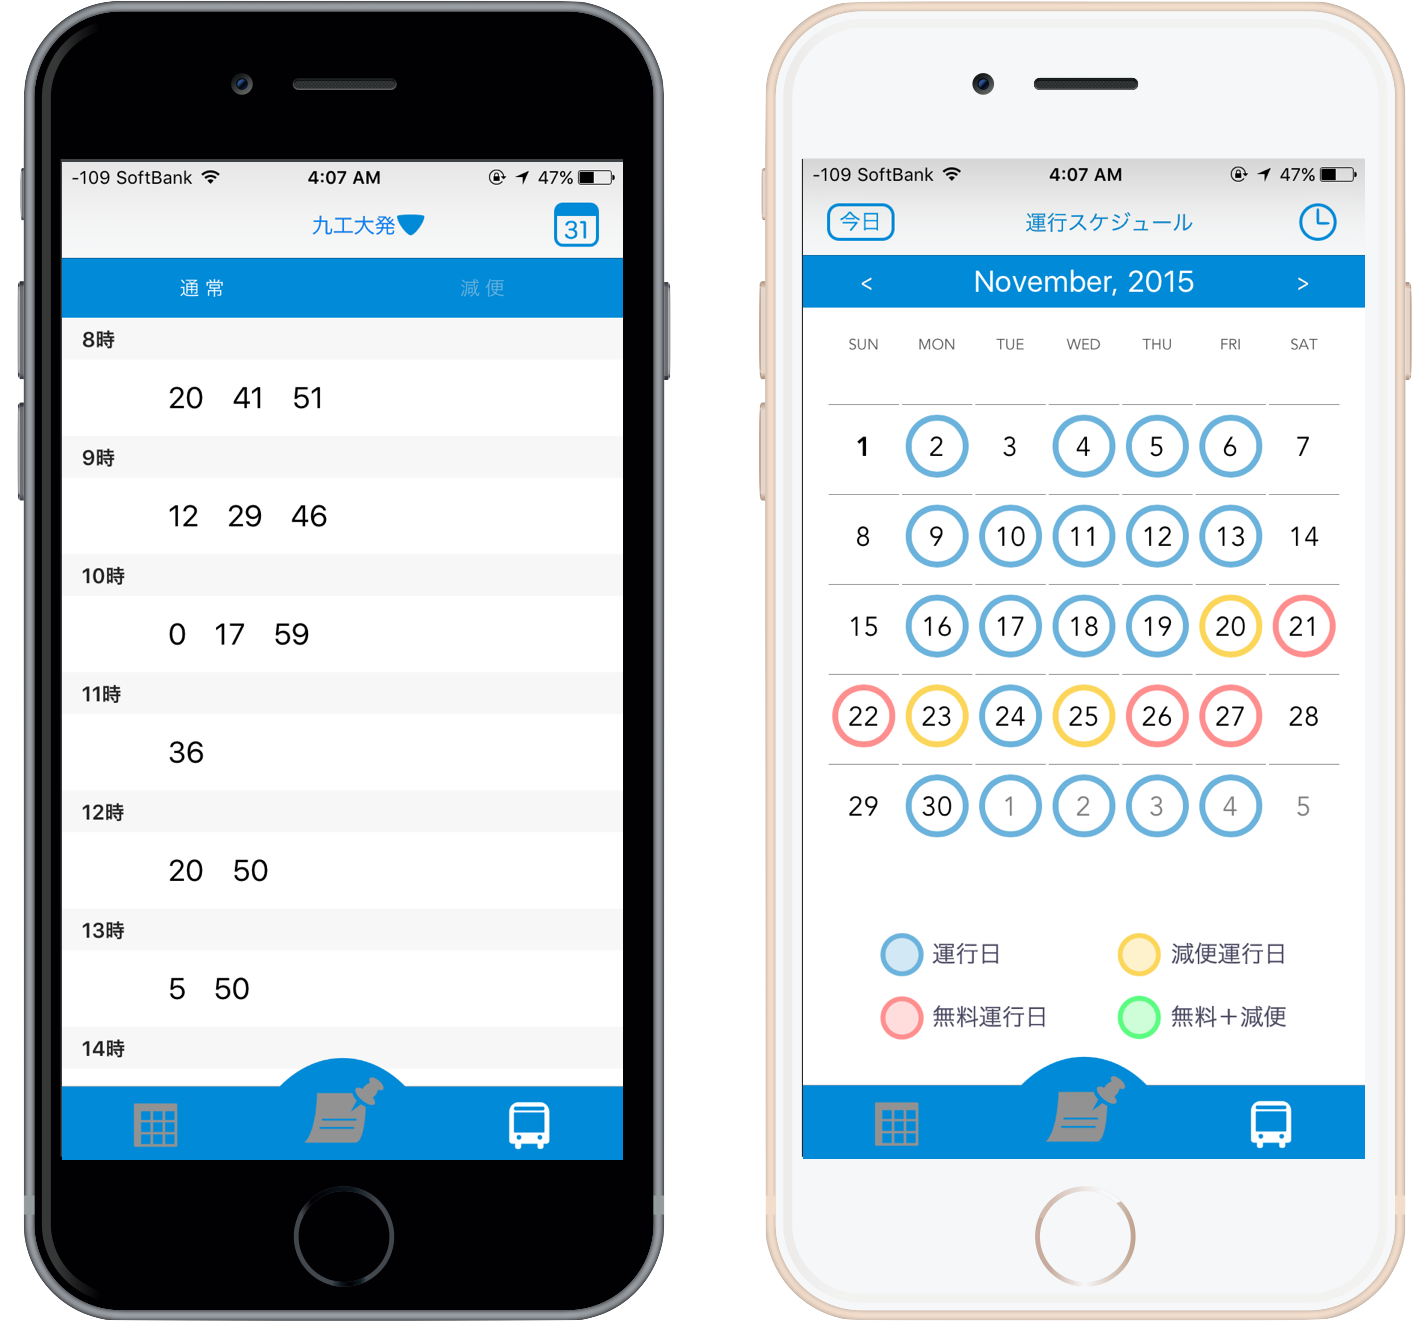 -109 SoftBank 4:07 AM 47%
九工大発
31
通常 減便
8時
20 41 51
9時
12 29 46
10時
0 17 59
11時
36
12時
20 50
13時
5 50
14時
-109 SoftBank 4:07 AM 47%
今日 運行スケジュール
< November, 2015 >
SUN MON TUE WED THU FRI SAT
1 2 3 4 5 6 7
8 9 10 11 12 13 14
15 16 17 18 19 20 21
22 23 24 25 26 27 28
29 30 1 2 3 4 5
運行日 減便運行日
無料運行日 無料＋減便